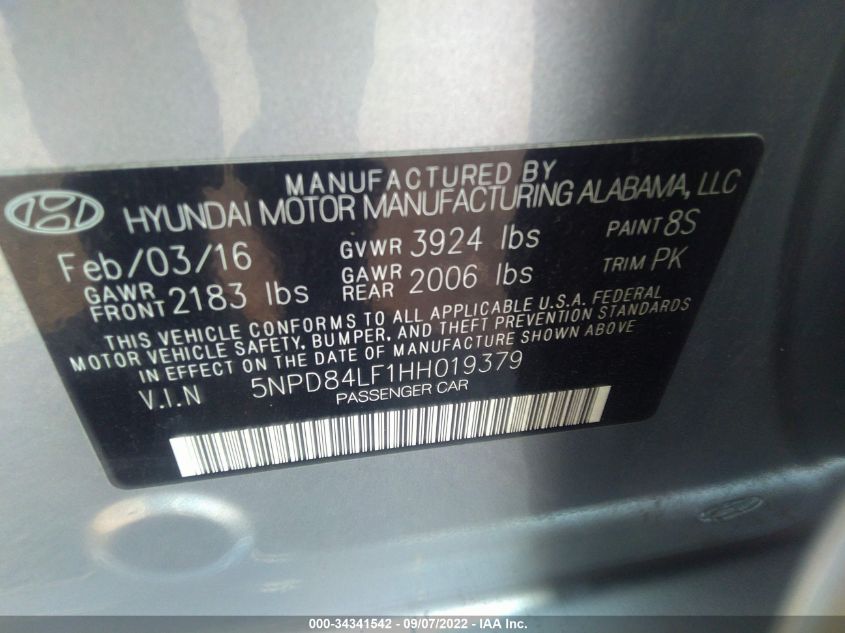 MANUFACTURED BY
HYUNDAI MOTOR MANUFACTURING ALABAMA, LLC
Feb/03/16 GVWR 3924 lbs PAINT 8S
GAWR FRONT 2183 lbs GAWR REAR 2006 lbs TRIM PK
THIS VEHICLE CONFORMS TO ALL APPLICABLE U.S.A. FEDERAL
MOTOR VEHICLE SAFETY, BUMPER, AND THEFT PREVENTION STANDARDS
IN EFFECT ON THE DATE OF MANUFACTURE SHOWN ABOVE
V.I.N 5NPD84LF1HH019379
PASSENGER CAR
000-34341542 - 09/07/2022 - IAA Inc.